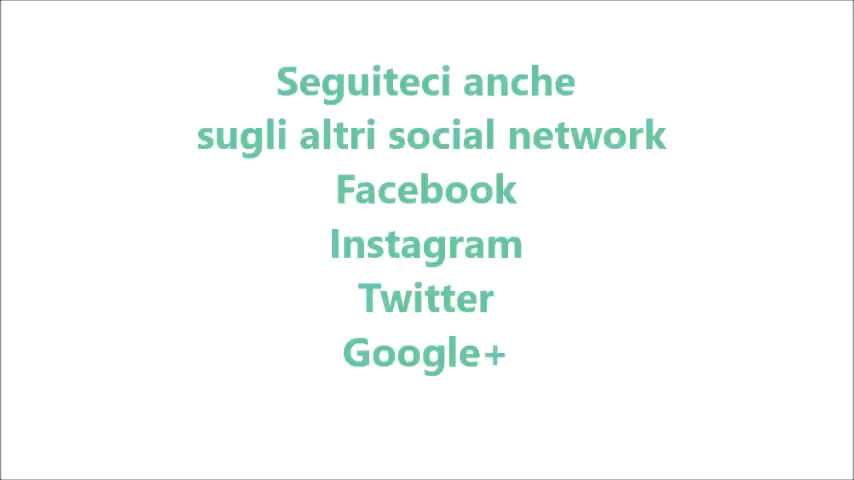 Seguiteci anche
sugli altri social network
Facebook
Instagram
Twitter
Google+